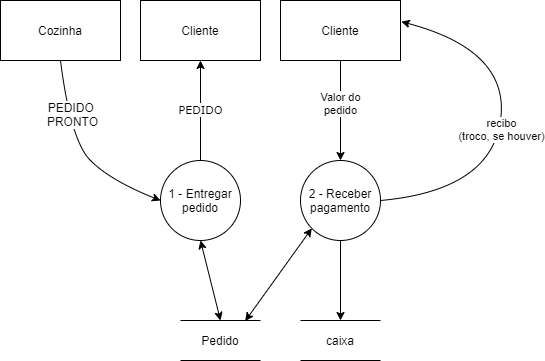 Cozinha
Cliente
Cliente
PEDIDO
PRONTO
PEDIDO
Valor do
pedido
recibo
(troco, se houver)
1 - Entregar
pedido
2 - Receber
pagamento
Pedido
caixa